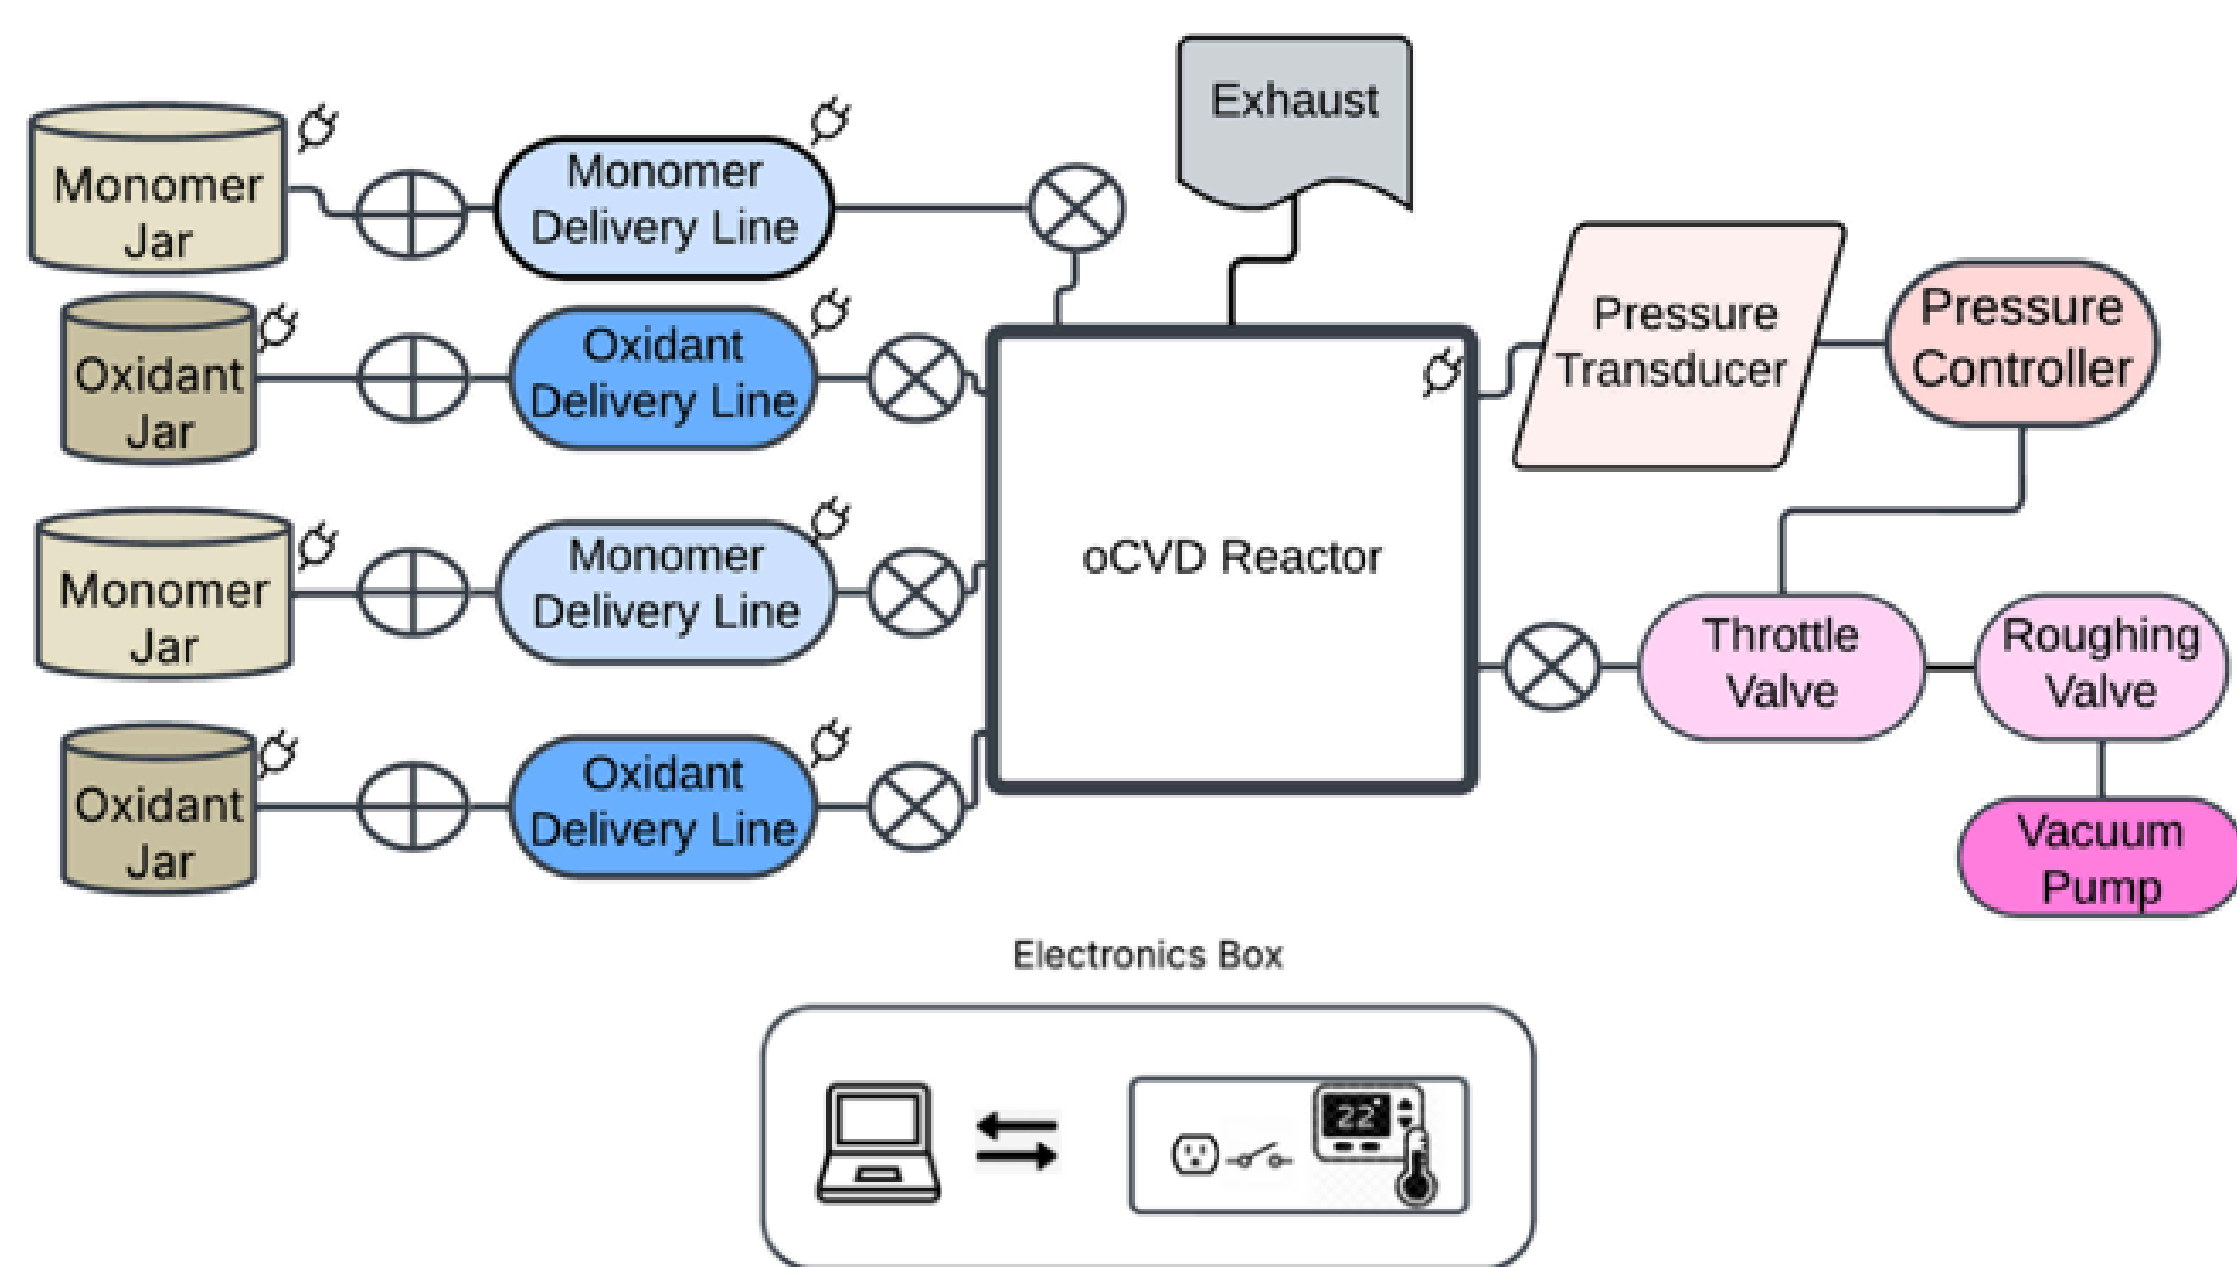 Exhaust
Monomer
Jar
Monomer
Delivery Line
Oxidant
Jar
Oxidant
Delivery Line
Monomer
Jar
Monomer
Delivery Line
Oxidant
Jar
Oxidant
Delivery Line
oCVD Reactor
Pressure
Transducer
Pressure
Controller
Throttle
Valve
Roughing
Valve
Vacuum
Pump
Electronics Box
22°